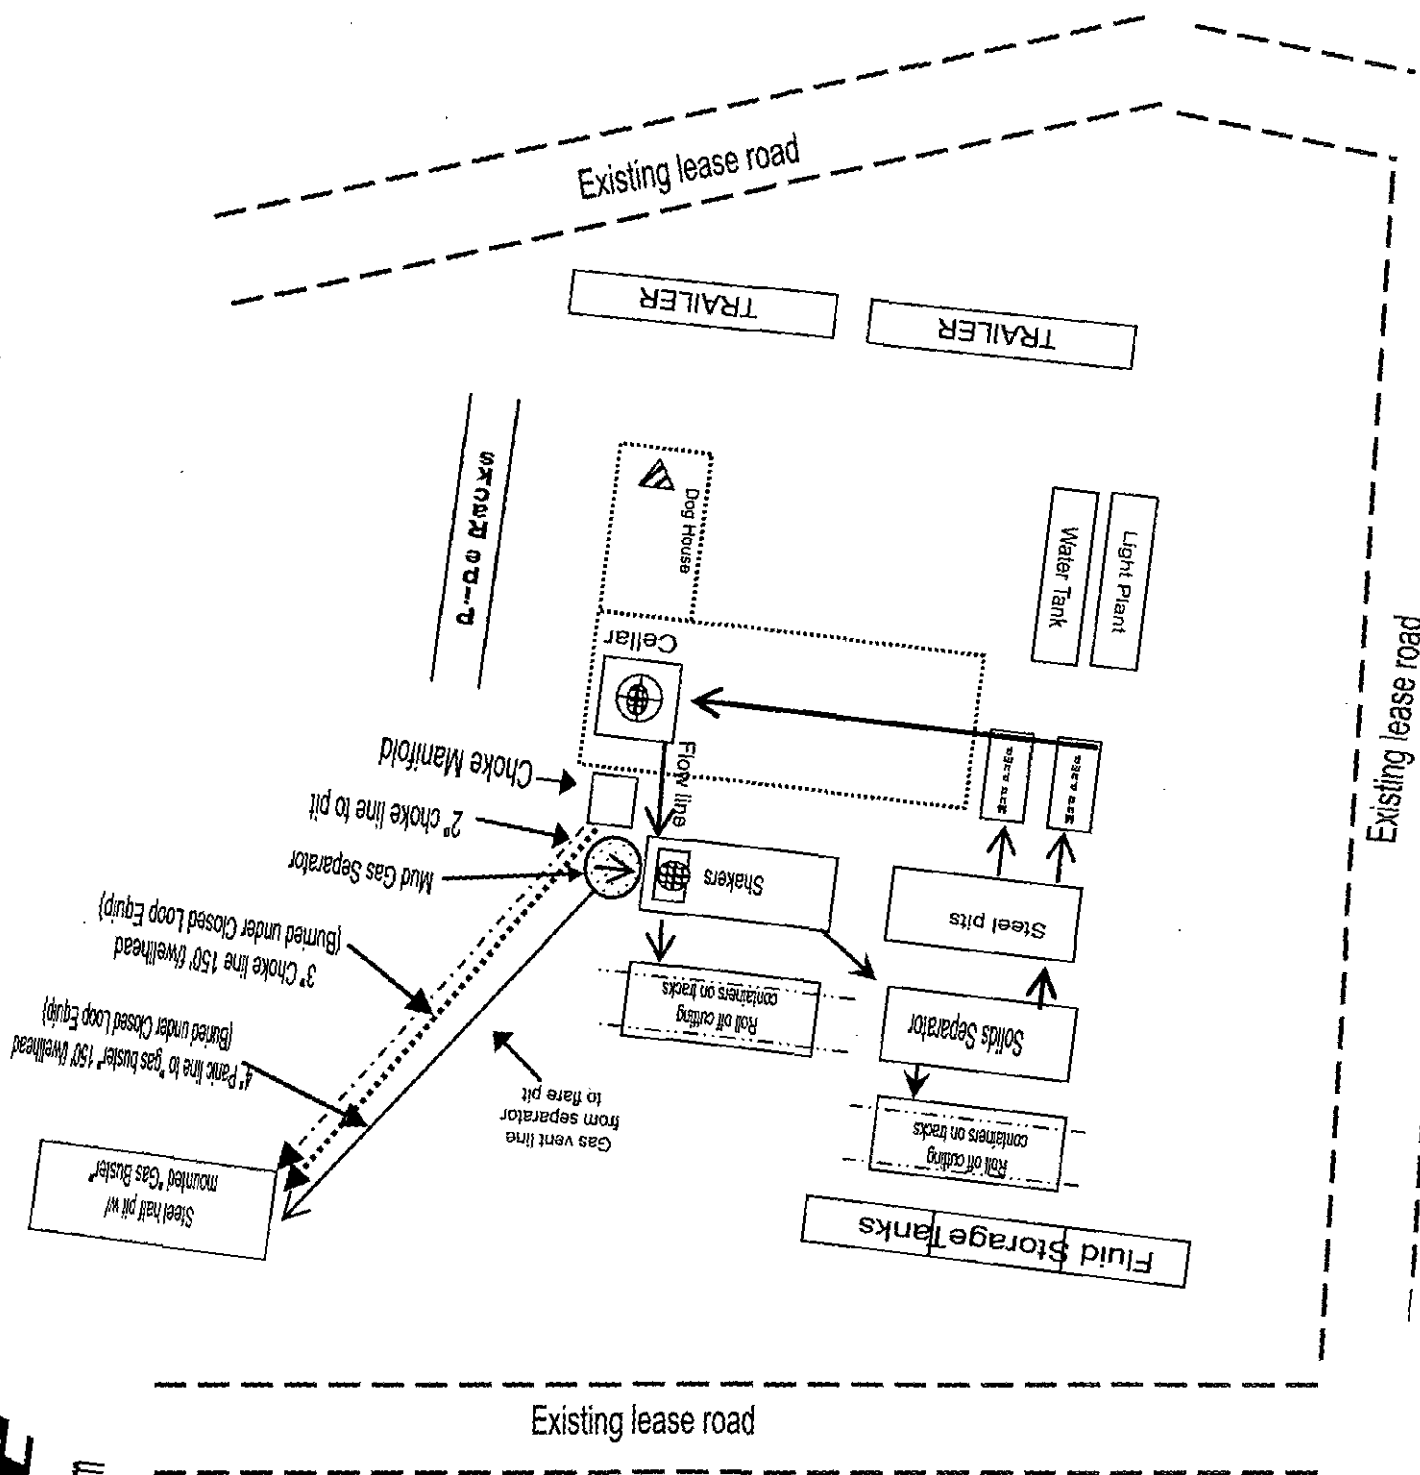 Existing lease road
TRAILER
TRAILER
Pipe Racks
Dog House
Water Tank
Light Plant
Existing lease road
Cellar
Flow line
Choke Manifold
2" choke line to pit
Mud Gas Separator
Shakers
Steel pits
3" Choke line 150' f/wellhead
(Burried under Closed Loop Equip}
Roll off cutting
containers on tracks
Solids Separator
4" Panic line to "gas buster" 150' f/wellhead
(Buried under Closed Loop Equip}
Gas vent line
from separator
to flare pit
Roll off cutting
containers on tracks
Steel half pit w/
mounted "Gas Buster"
Fluid StorageTanks
Existing lease road